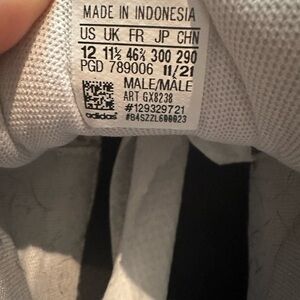 MADE IN INDONESIA
US UK FR JP CHN
12 11½ 46⅔ 300 290
PGD 789006 11/21
MALE/MALE
ART GX8238
#129329721
adidas #B4SZZL600023